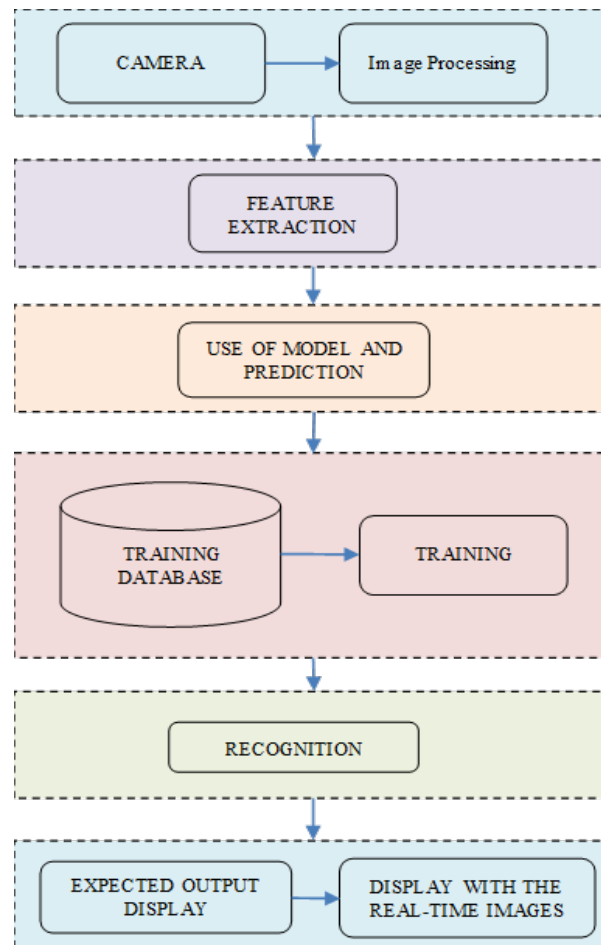 CAMERA
Image Processing
FEATURE
EXTRACTION
USE OF MODEL AND
PREDICTION
TRAINING
DATABASE
TRAINING
RECOGNITION
EXPECTED OUTPUT
DISPLAY
DISPLAY WITH THE
REAL-TIME IMAGES